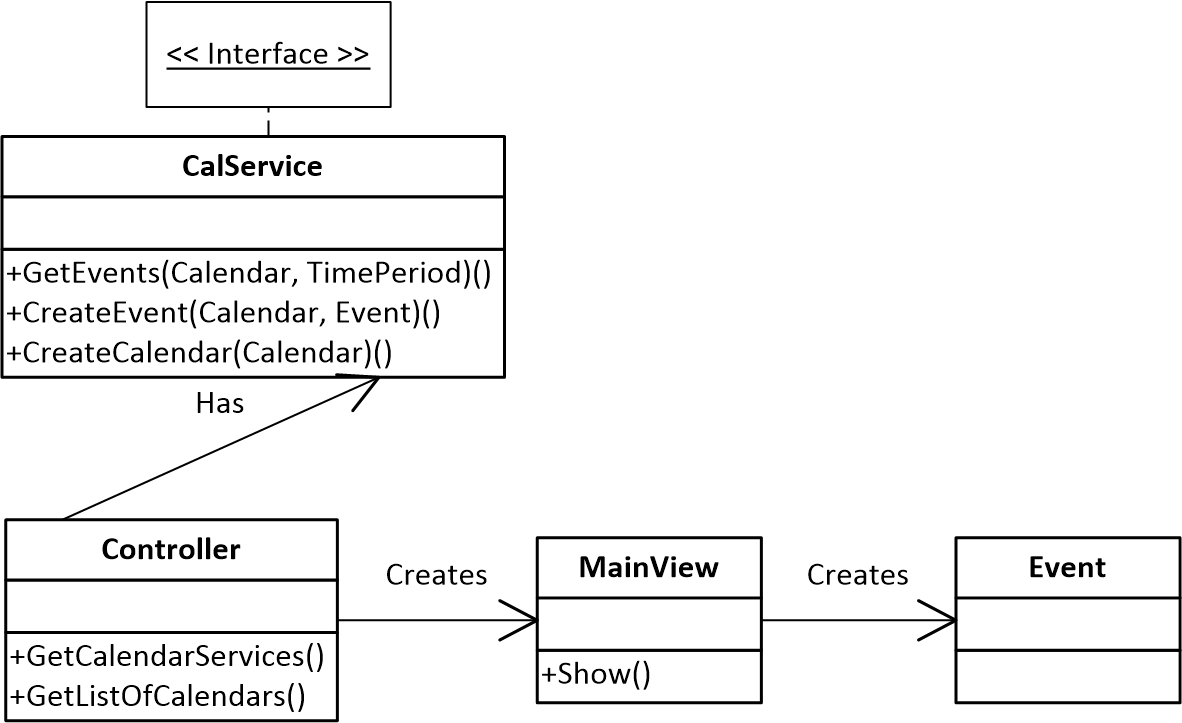 << Interface >>
CalService
+GetEvents(Calendar, TimePeriod)()
+CreateEvent(Calendar, Event)()
+CreateCalendar(Calendar)()
Has
Controller
+GetCalendarServices()
+GetListOfCalendars()
Creates
MainView
+Show()
Creates
Event